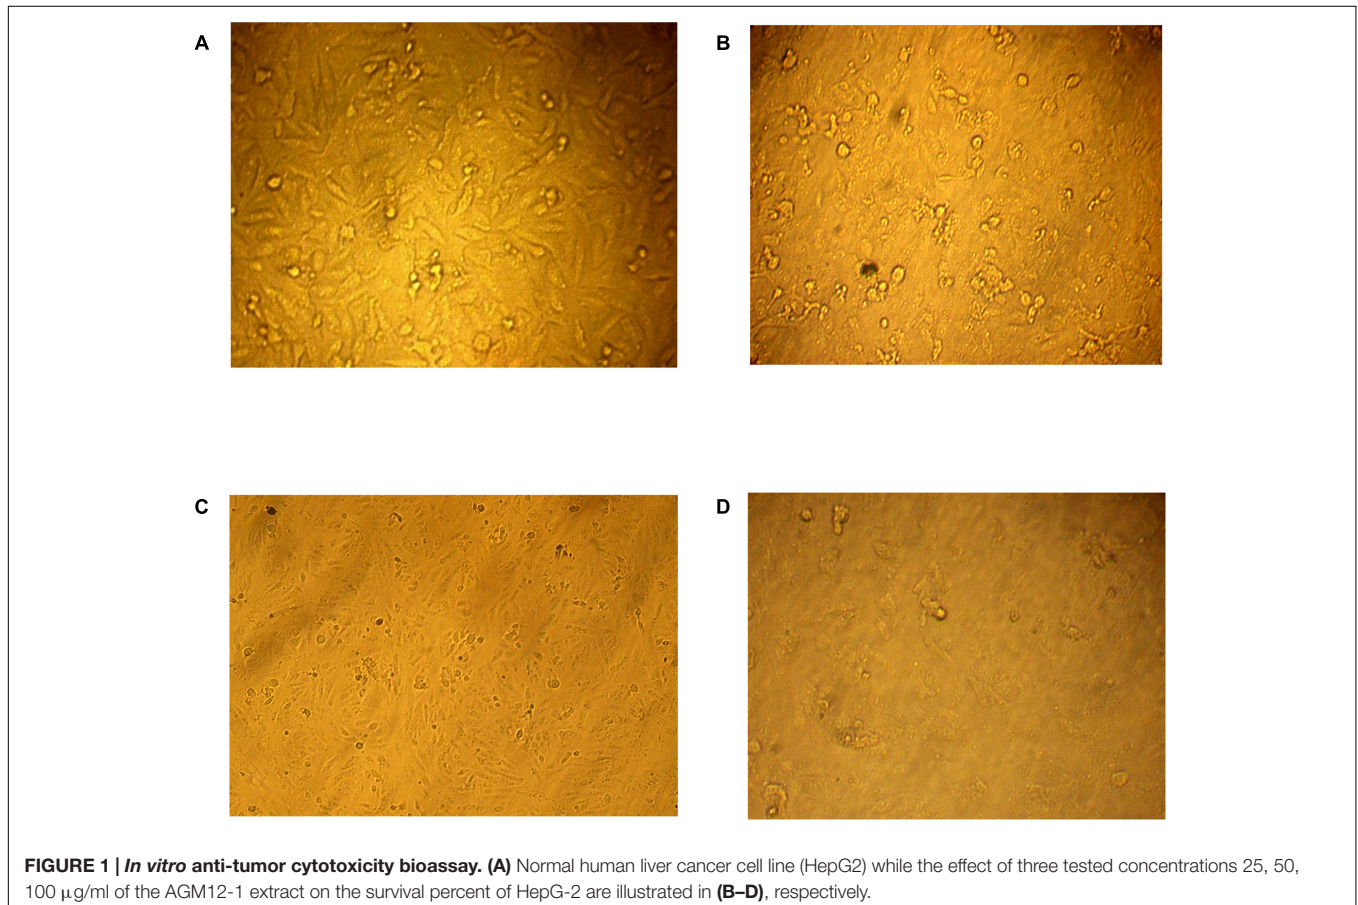 A
B
C
D
FIGURE 1 | In vitro anti-tumor cytotoxicity bioassay. (A) Normal human liver cancer cell line (HepG2) while the effect of three tested concentrations 25, 50,
100 μg/ml of the AGM12-1 extract on the survival percent of HepG-2 are illustrated in (B–D), respectively.